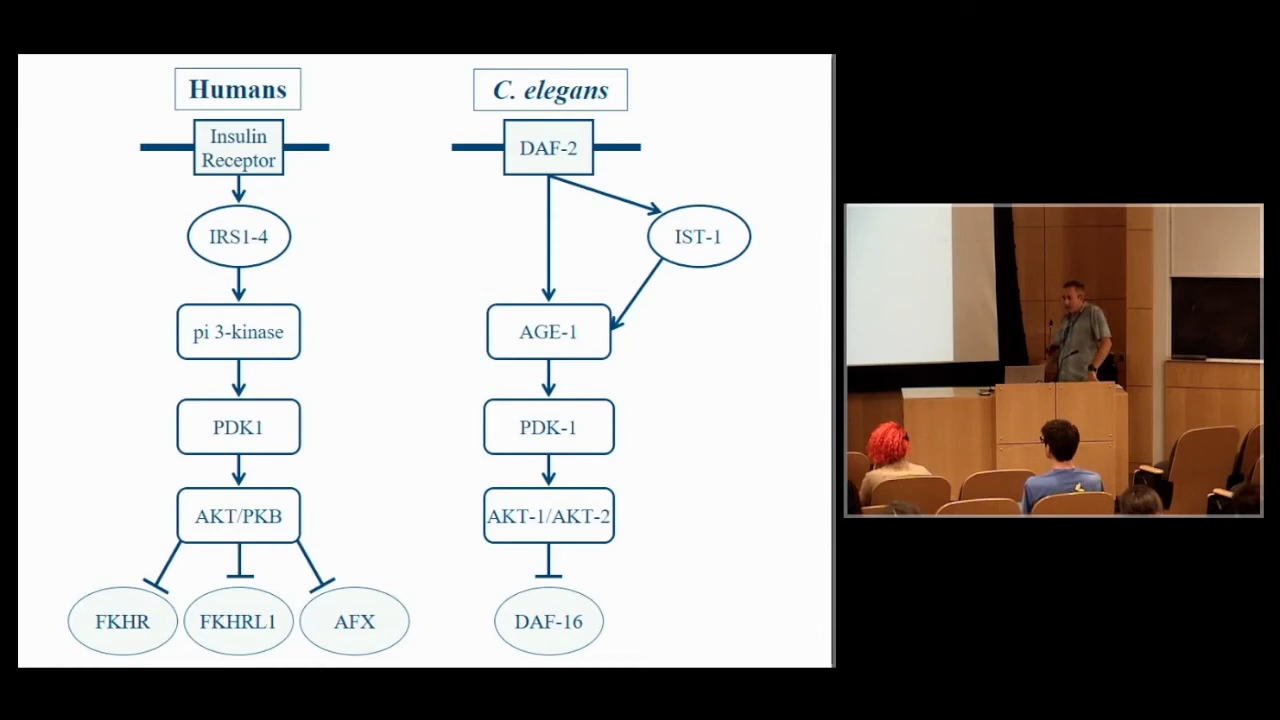 Humans
Insulin
Receptor
IRS1-4
pi 3-kinase
PDK1
AKT/PKB
FKHR
FKHRL1
AFX
C. elegans
DAF-2
IST-1
AGE-1
PDK-1
AKT-1/AKT-2
DAF-16